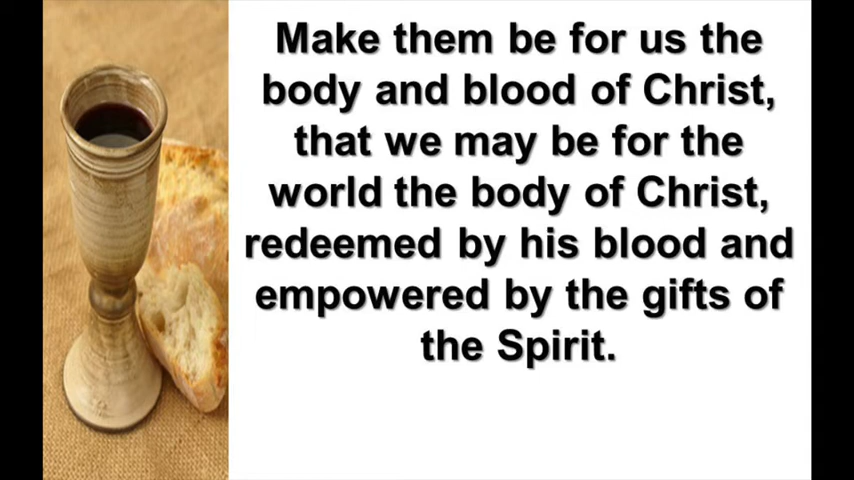 Make them be for us the
body and blood of Christ,
that we may be for the
world the body of Christ,
redeemed by his blood and
empowered by the gifts of
the Spirit.